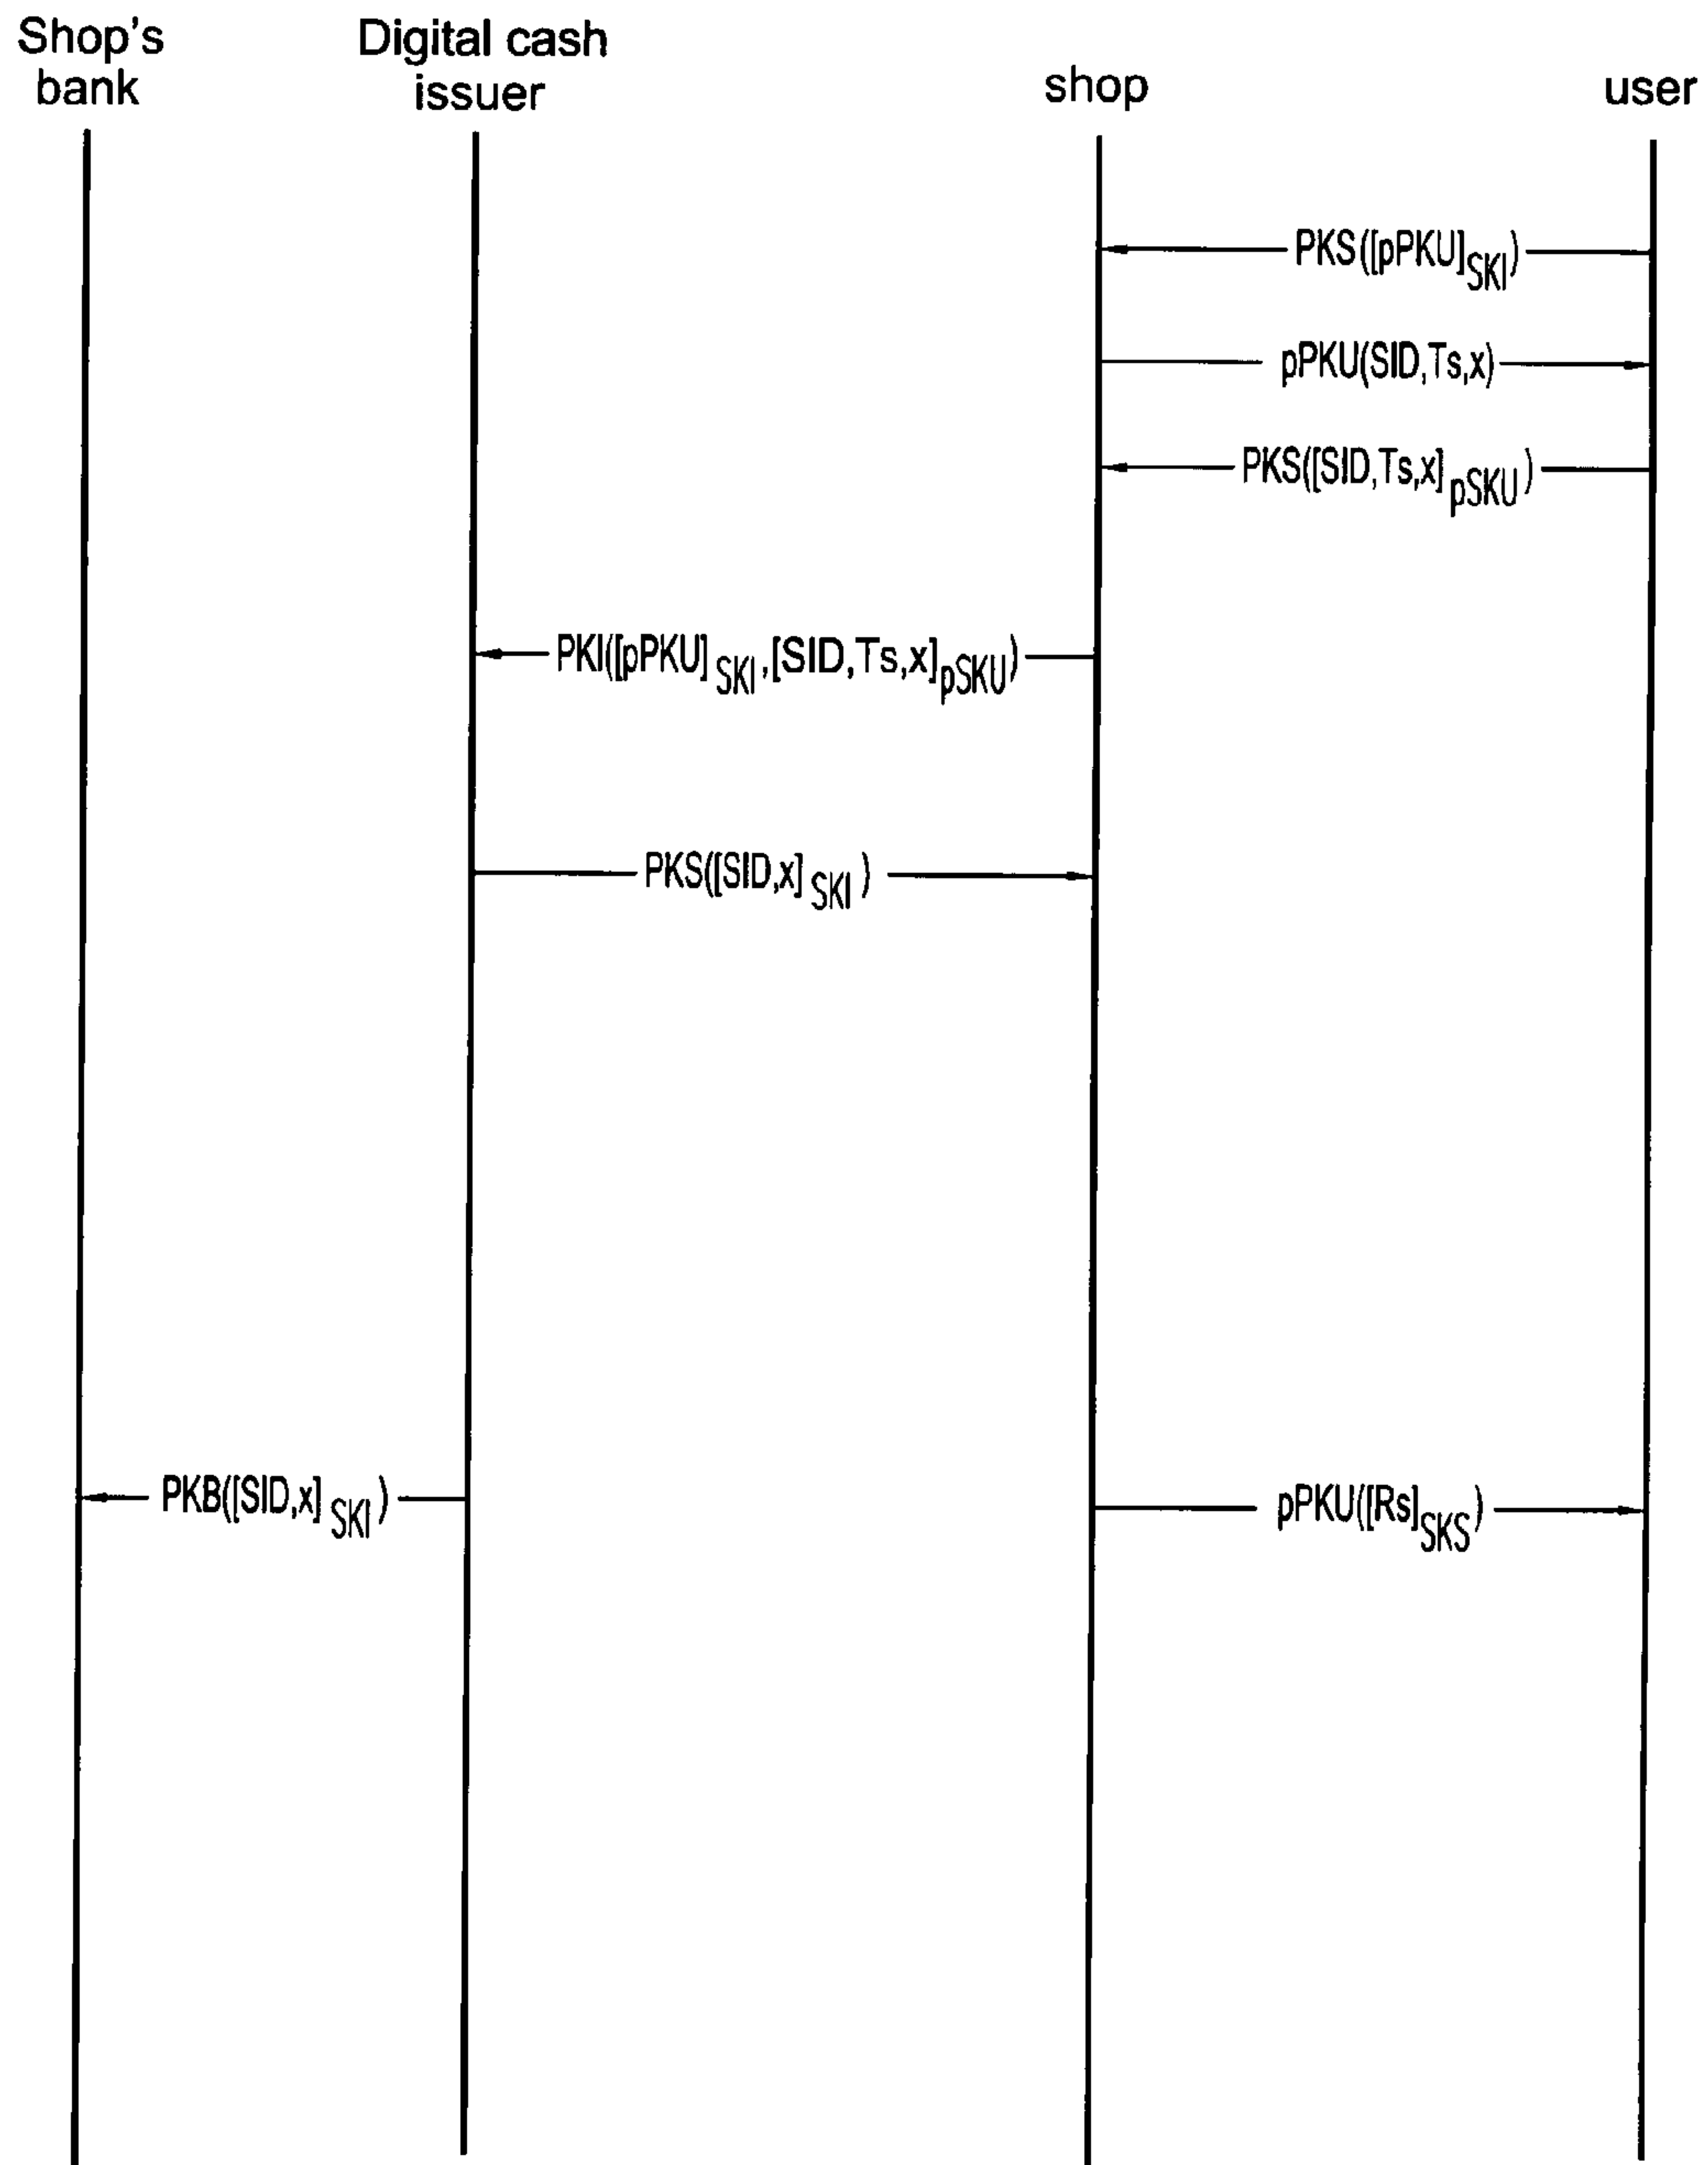 Shop's
bank
Digital cash
issuer
shop
user
PKS([pPKU]SKI)
pPKU(SID,Ts,x)
PKS([SID,Ts,x]pSKU)
PKI([pPKU]SKI,[SID,Ts,x]pSKU)
PKS([SID,x]SKI)
PKB([SID,x]SKI)
pPKU([Rs]SKS)